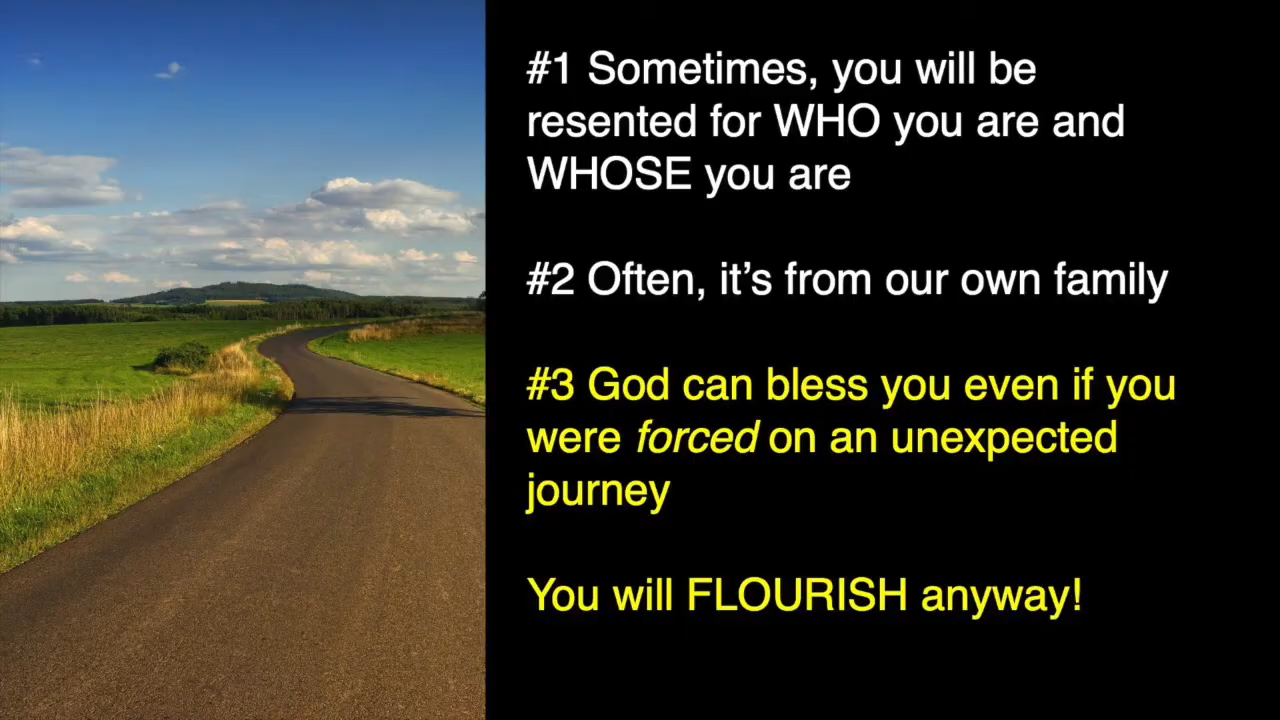 #1 Sometimes, you will be
resented for WHO you are and
WHOSE you are
#2 Often, it’s from our own family
#3 God can bless you even if you
were forced on an unexpected
journey
You will FLOURISH anyway!